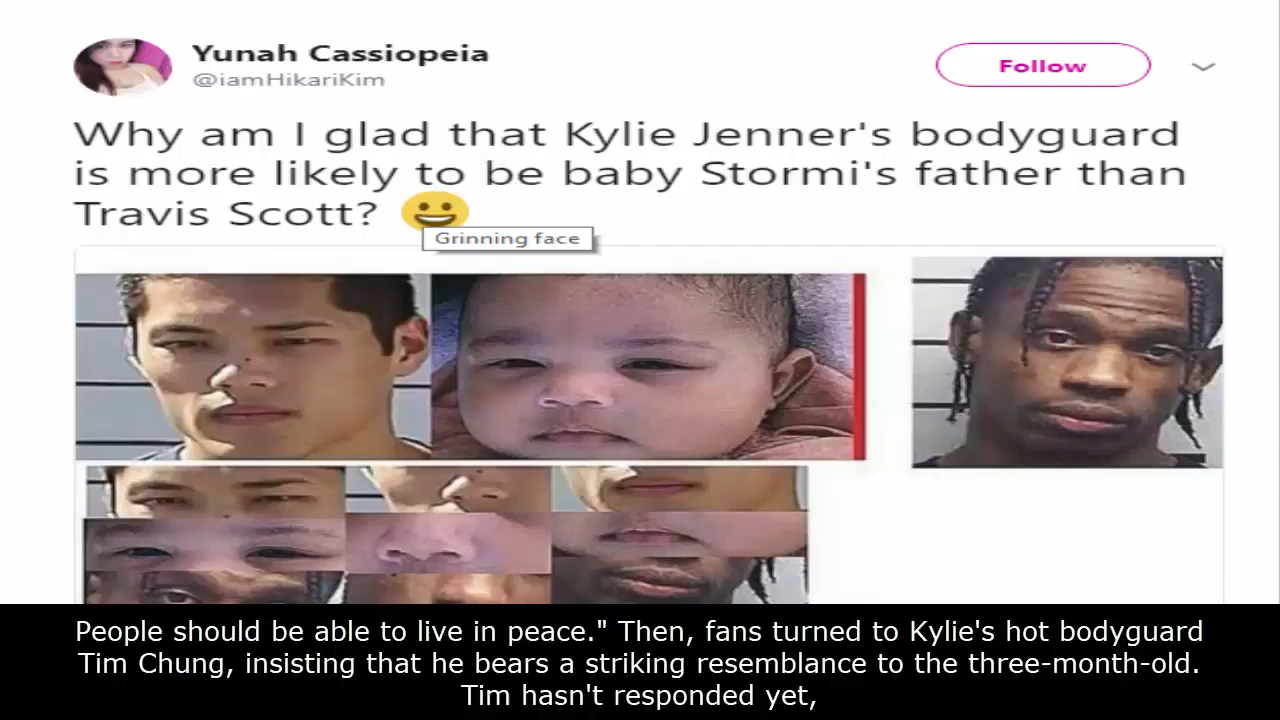 Yunah Cassiopeia
@iamHikariKim
Follow
Why am I glad that Kylie Jenner's bodyguard
is more likely to be baby Stormi's father than
Travis Scott? 😀
Grinning face
People should be able to live in peace." Then, fans turned to Kylie's hot bodyguard
Tim Chung, insisting that he bears a striking resemblance to the three-month-old.
Tim hasn't responded yet,